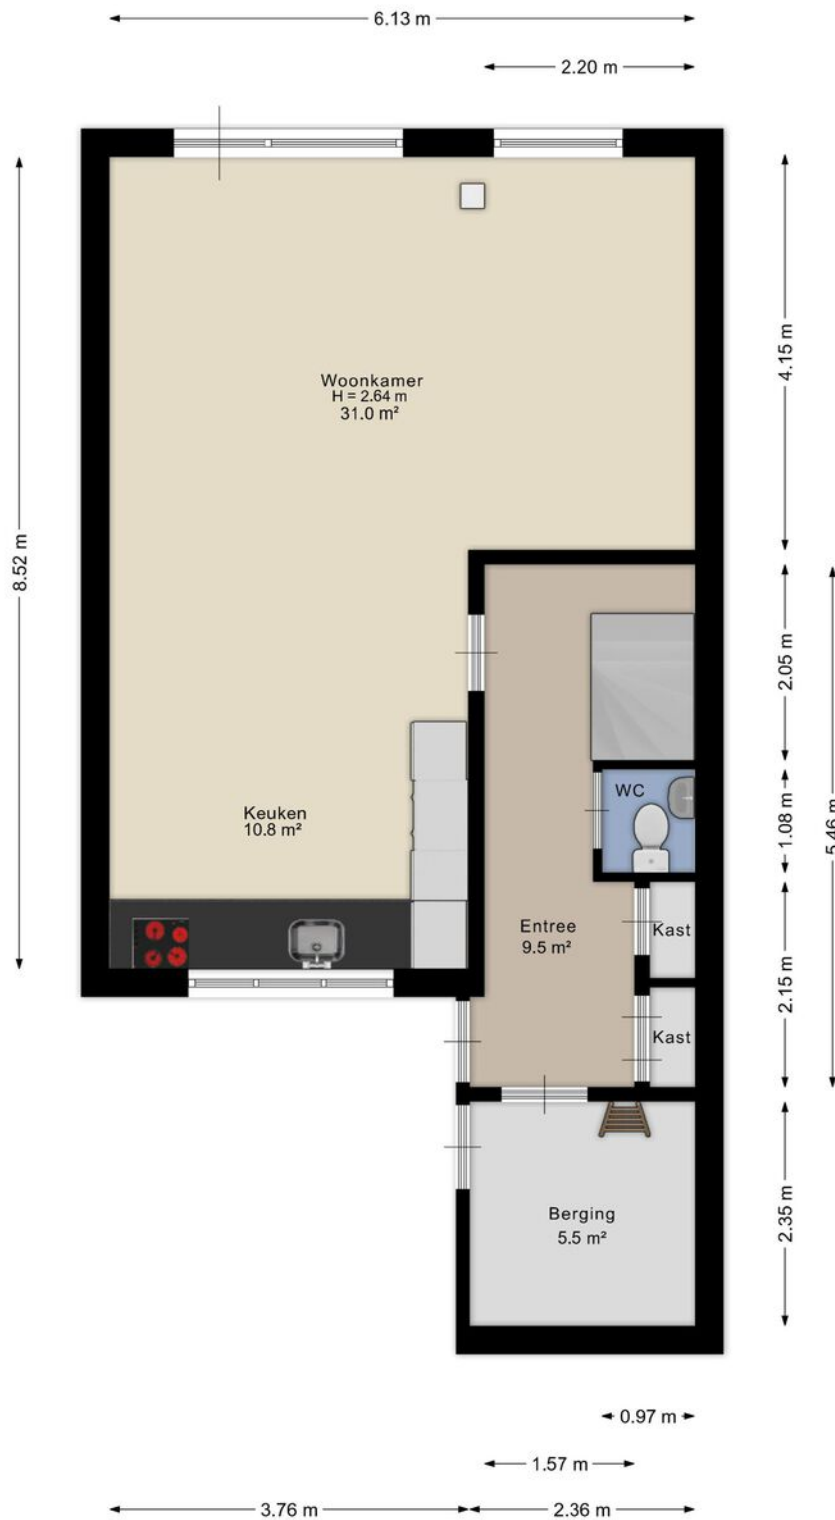 6.13 m
2.20 m
4.15 m
Woonkamer
H = 2.64 m
31.0 m²
8.52 m
2.05 m
WC
1.08 m
5.46 m
Keuken
10.8 m²
Entree
9.5 m²
Kast
2.15 m
Kast
Berging
5.5 m²
2.35 m
0.97 m
1.57 m
3.76 m
2.36 m